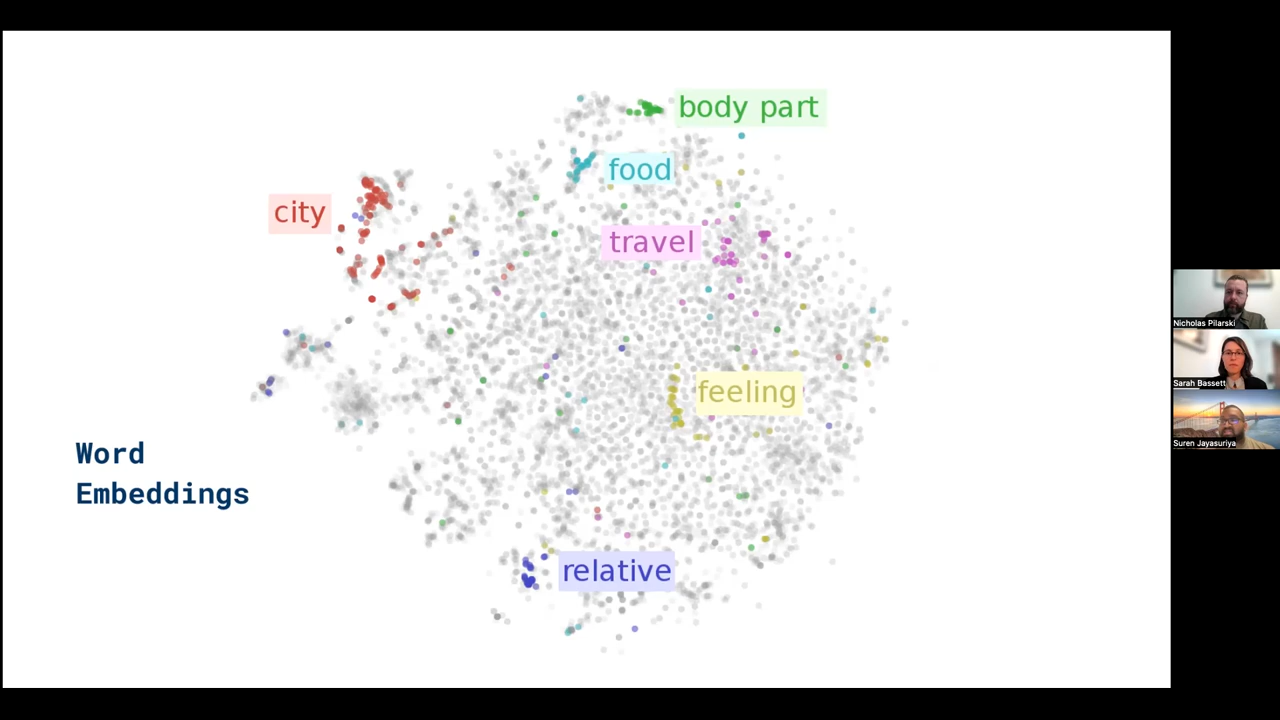 body part
food
city
travel
feeling
Word
Embeddings
relative
Nicholas Pilarski
Sarah Bassett
Suren Jayasuriya